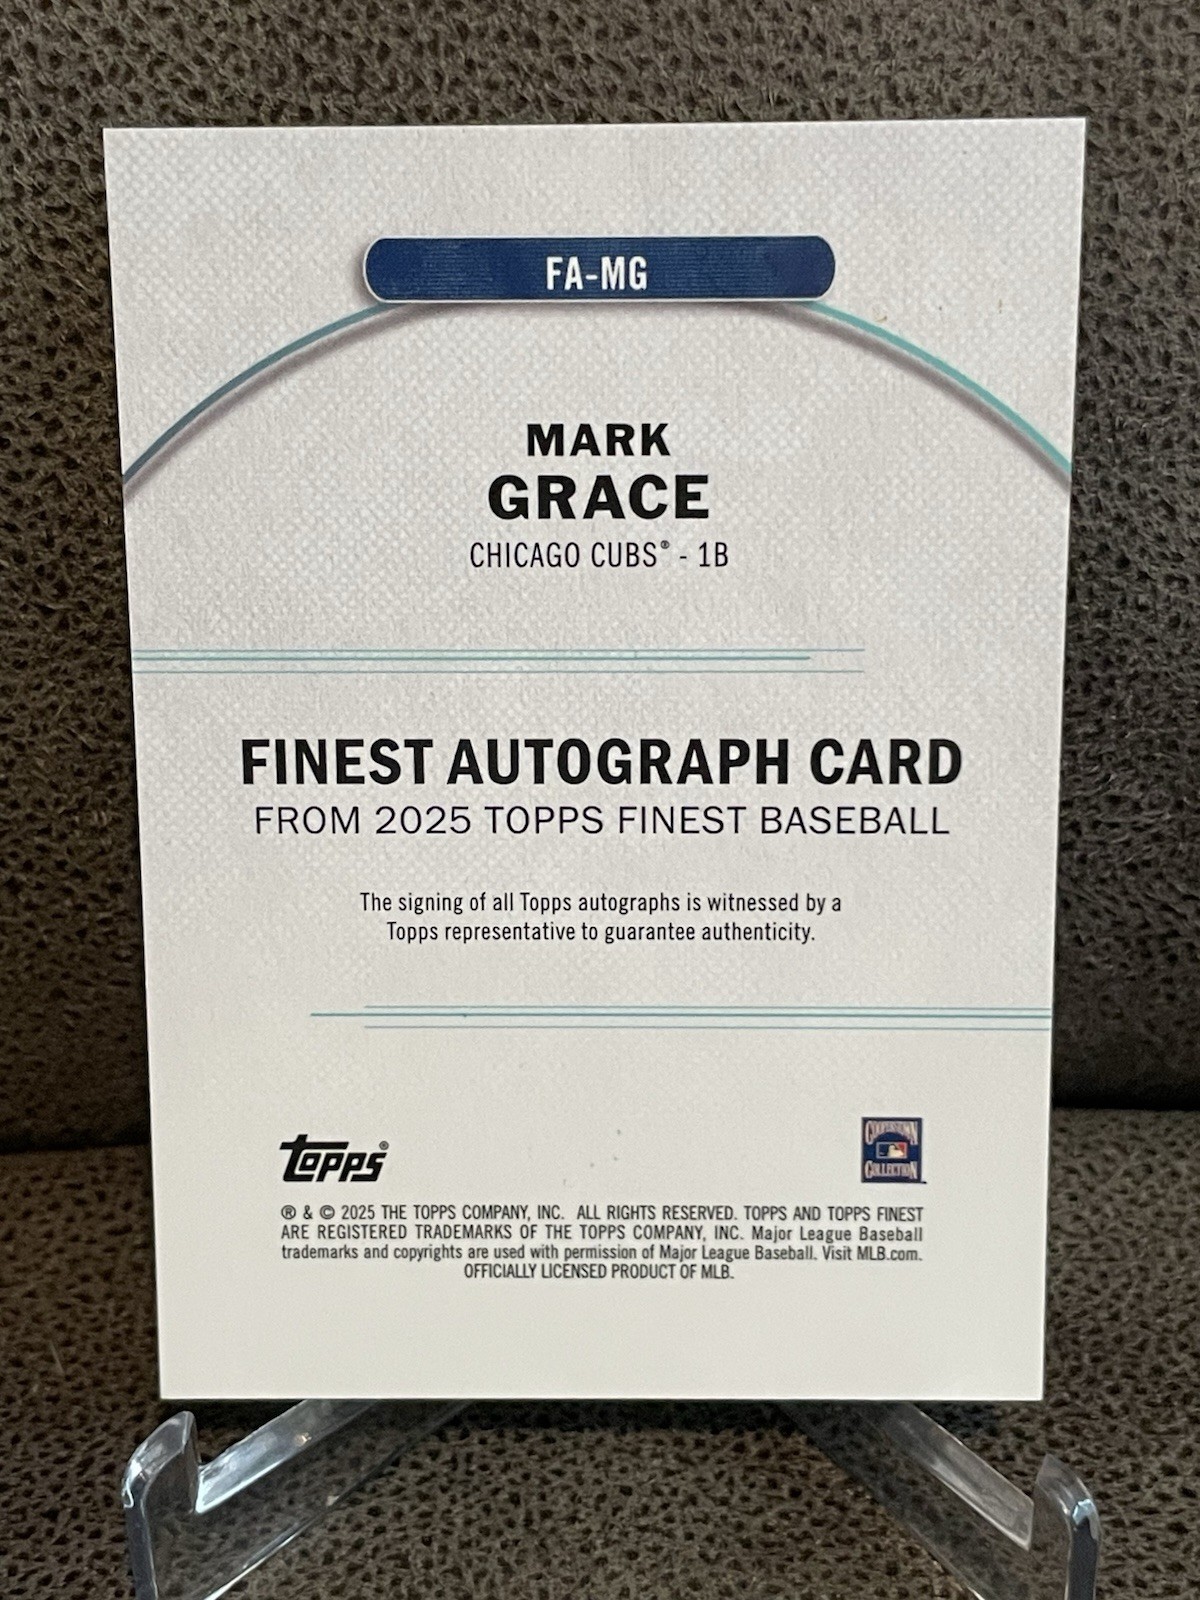 FA-MG
MARK
GRACE
CHICAGO CUBS® - 1B
FINEST AUTOGRAPH CARD
FROM 2025 TOPPS FINEST BASEBALL
The signing of all Topps autographs is witnessed by a
Topps representative to guarantee authenticity.
Topps®
COOPERSTOWN
COLLECTION
® & © 2025 THE TOPPS COMPANY, INC. ALL RIGHTS RESERVED. TOPPS AND TOPPS FINEST
ARE REGISTERED TRADEMARKS OF THE TOPPS COMPANY, INC. Major League Baseball
trademarks and copyrights are used with permission of Major League Baseball. Visit MLB.com.
OFFICIALLY LICENSED PRODUCT OF MLB.